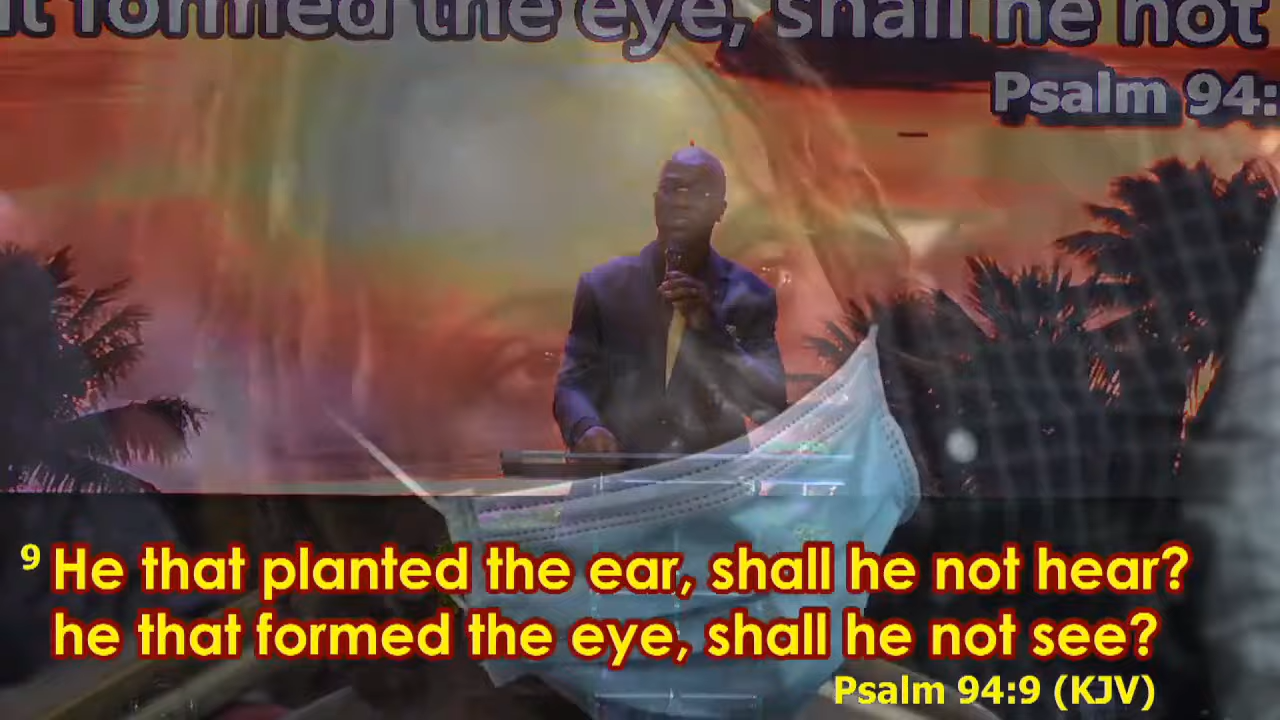 formed the eye, shall he not
Psalm 94:
9 He that planted the ear, shall he not hear?
he that formed the eye, shall he not see?
Psalm 94:9 (KJV)